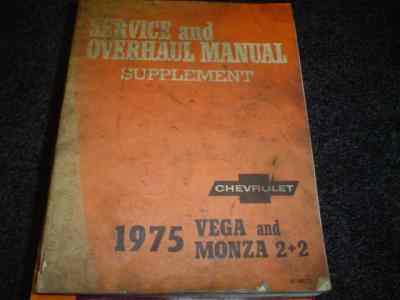 SERVICE and
OVERHAUL MANUAL
SUPPLEMENT
CHEVROLET
1975 VEGA and
MONZA 2+2